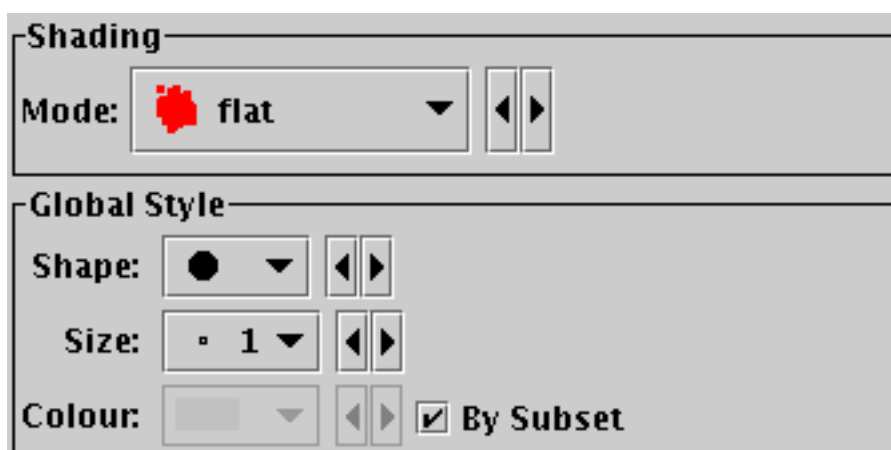 Shading
Mode: flat
Global Style
Shape:
Size: 1
Colour: By Subset